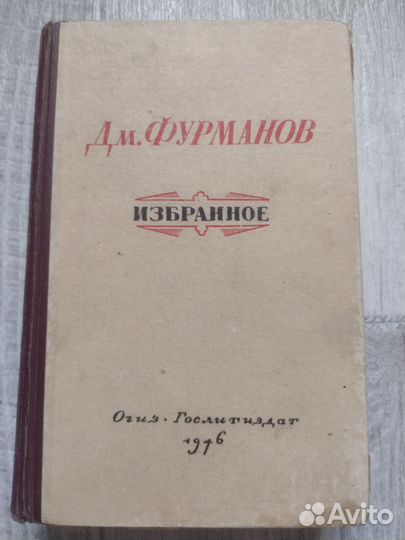 Дм. ФУРМАНОВ
ИЗБРАННОЕ
Огиз · Гослитиздат
1946
Avito